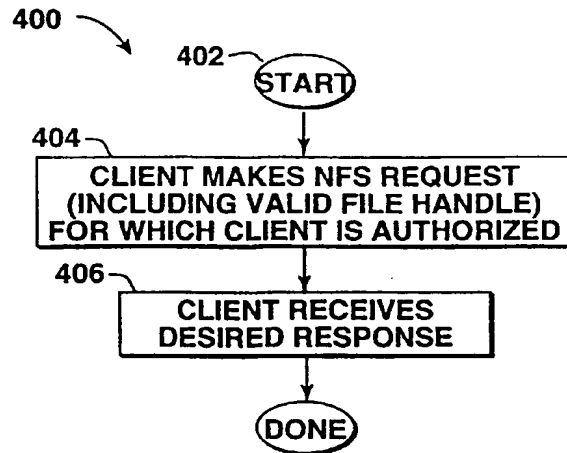 400
402
START
404
CLIENT MAKES NFS REQUEST
(INCLUDING VALID FILE HANDLE)
FOR WHICH CLIENT IS AUTHORIZED
406
CLIENT RECEIVES
DESIRED RESPONSE
DONE